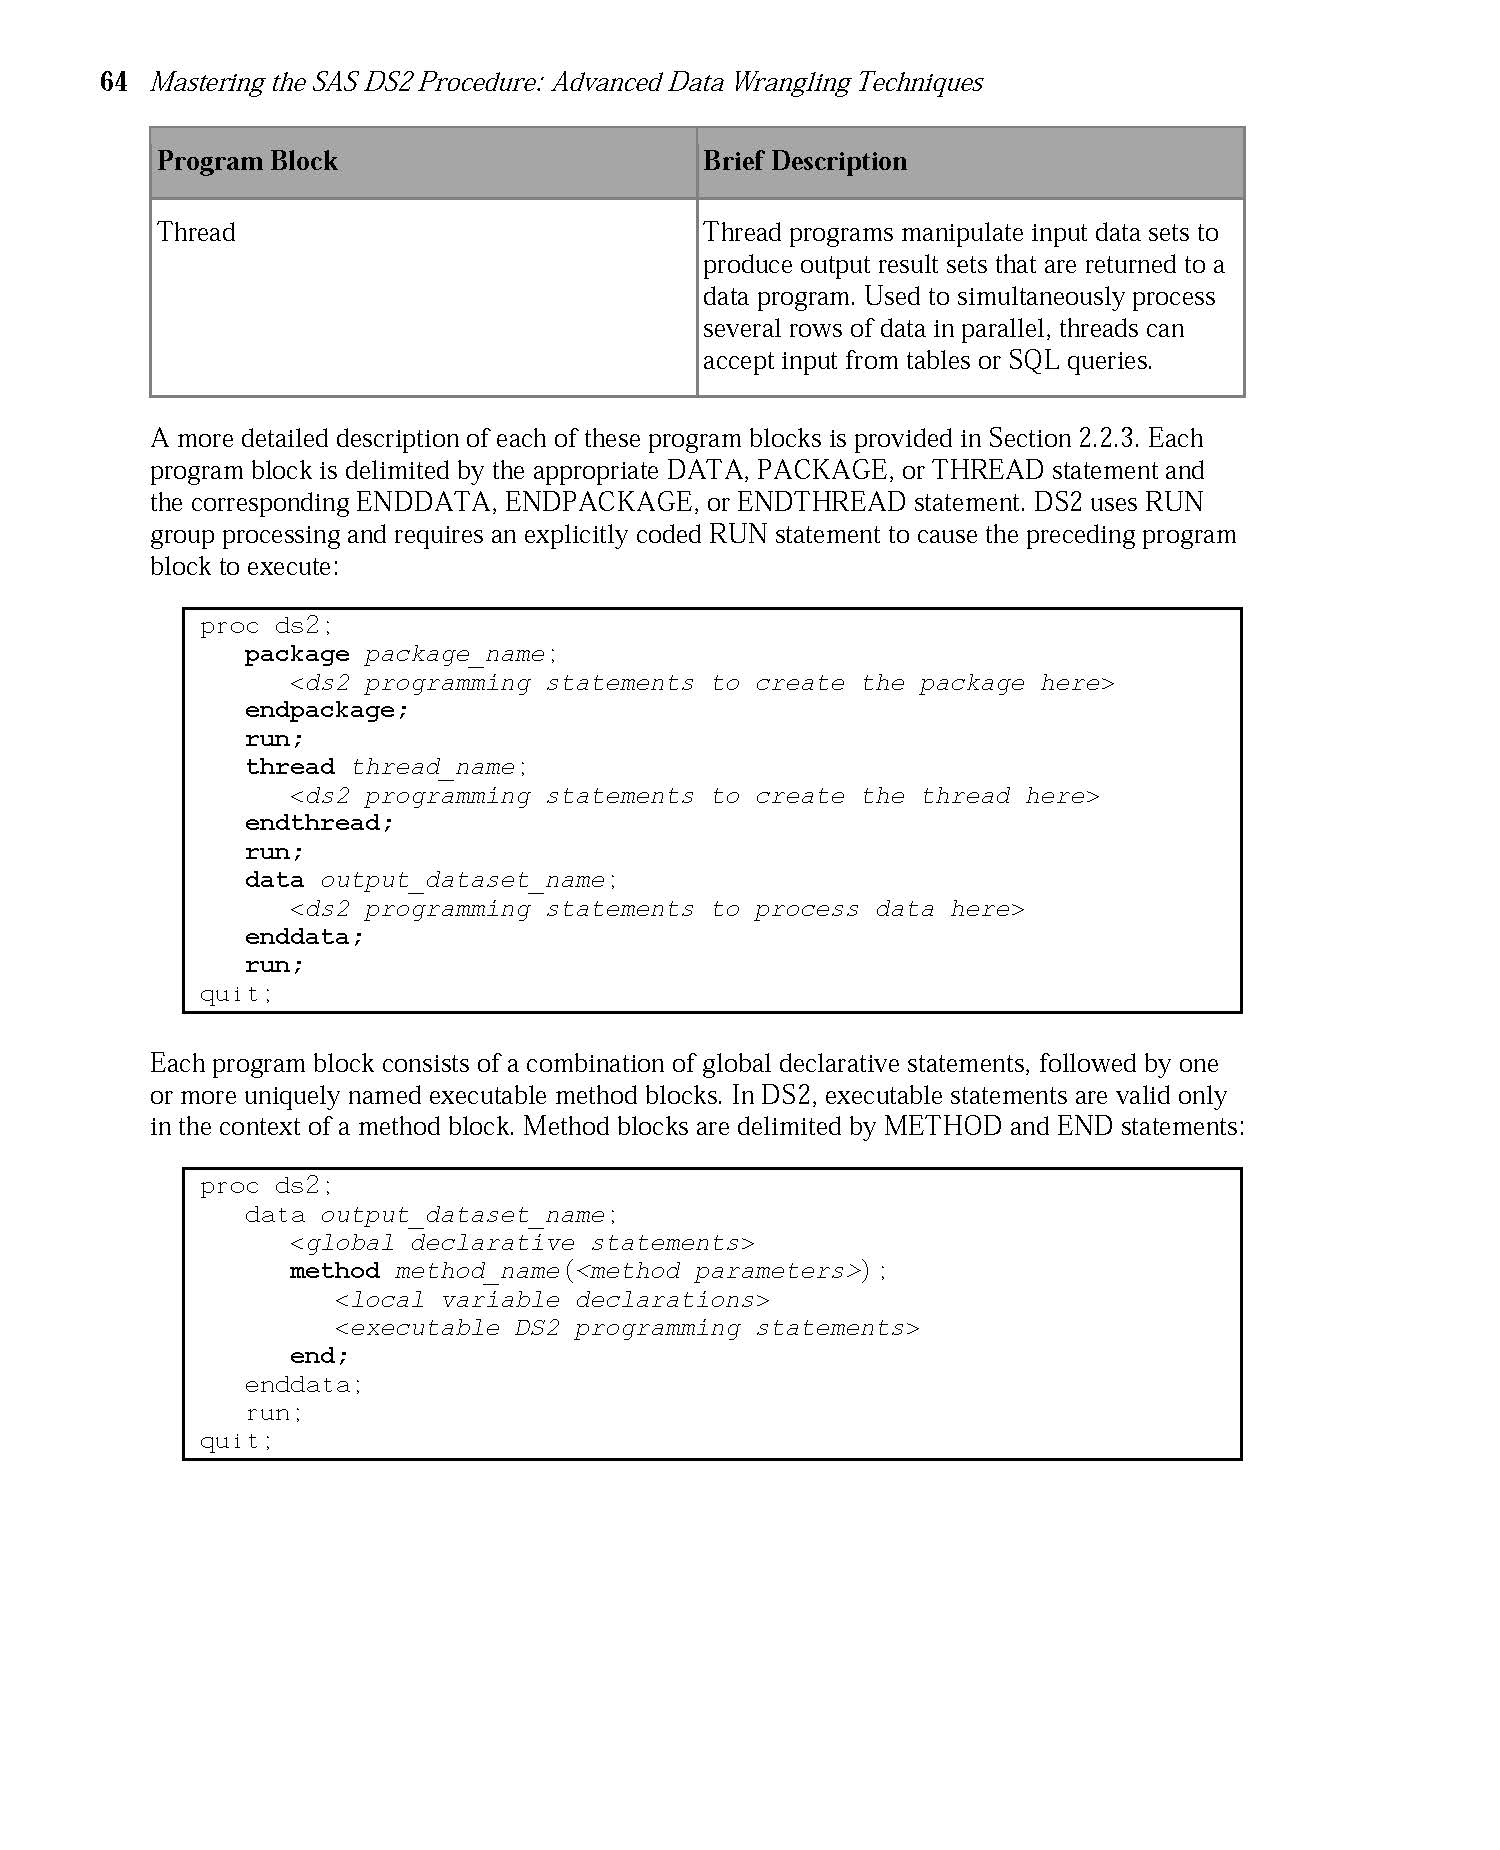 64 Mastering the SAS DS2 Procedure: Advanced Data Wrangling Techniques
Program Block Brief Description
Thread Thread programs manipulate input data sets to
produce output result sets that are returned to a
data program. Used to simultaneously process
several rows of data in parallel, threads can
accept input from tables or SQL queries.
A more detailed description of each of these program blocks is provided in Section 2.2.3. Each
program block is delimited by the appropriate DATA, PACKAGE, or THREAD statement and
the corresponding ENDDATA, ENDPACKAGE, or ENDTHREAD statement. DS2 uses RUN
group processing and requires an explicitly coded RUN statement to cause the preceding program
block to execute:
proc ds2;
package package_name;
<ds2 programming statements to create the package here>
endpackage;
run;
thread thread_name;
<ds2 programming statements to create the thread here>
endthread;
run;
data output_dataset_name;
<ds2 programming statements to process data here>
enddata;
run;
quit;
Each program block consists of a combination of global declarative statements, followed by one
or more uniquely named executable method blocks. In DS2, executable statements are valid only
in the context of a method block. Method blocks are delimited by METHOD and END statements:
proc ds2;
data output_dataset_name;
<global declarative statements>
method method_name(<method parameters>);
<local variable declarations>
<executable DS2 programming statements>
end;
enddata;
run;
quit;